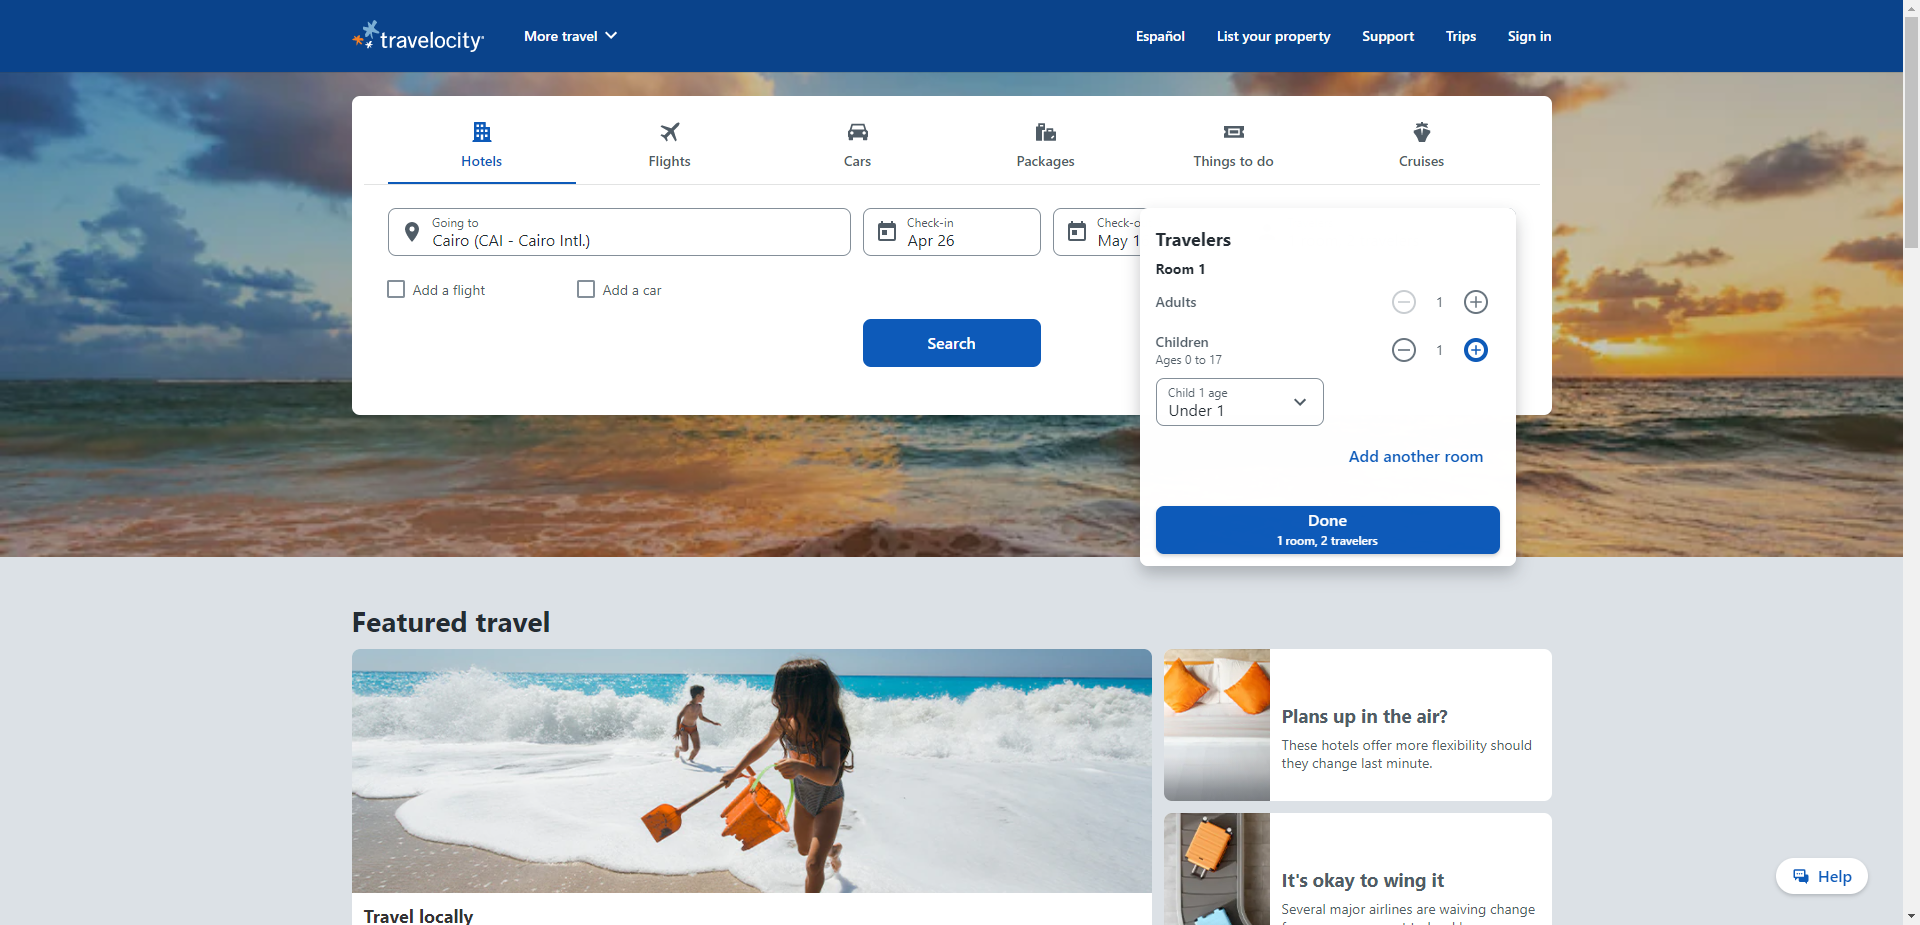 travelocity
More travel
Español
List your property
Support
Trips
Sign in
Hotels
Flights
Cars
Packages
Things to do
Cruises
Going to
Cairo (CAI - Cairo Intl.)
Check-in
Apr 26
Check-o
May 1
Add a flight
Add a car
Search
Travelers
Room 1
Adults
1
Children
Ages 0 to 17
1
Child 1 age
Under 1
Add another room
Done
1 room, 2 travelers
Featured travel
Travel locally
Plans up in the air?
These hotels offer more flexibility should
they change last minute.
It's okay to wing it
Several major airlines are waiving change
Help